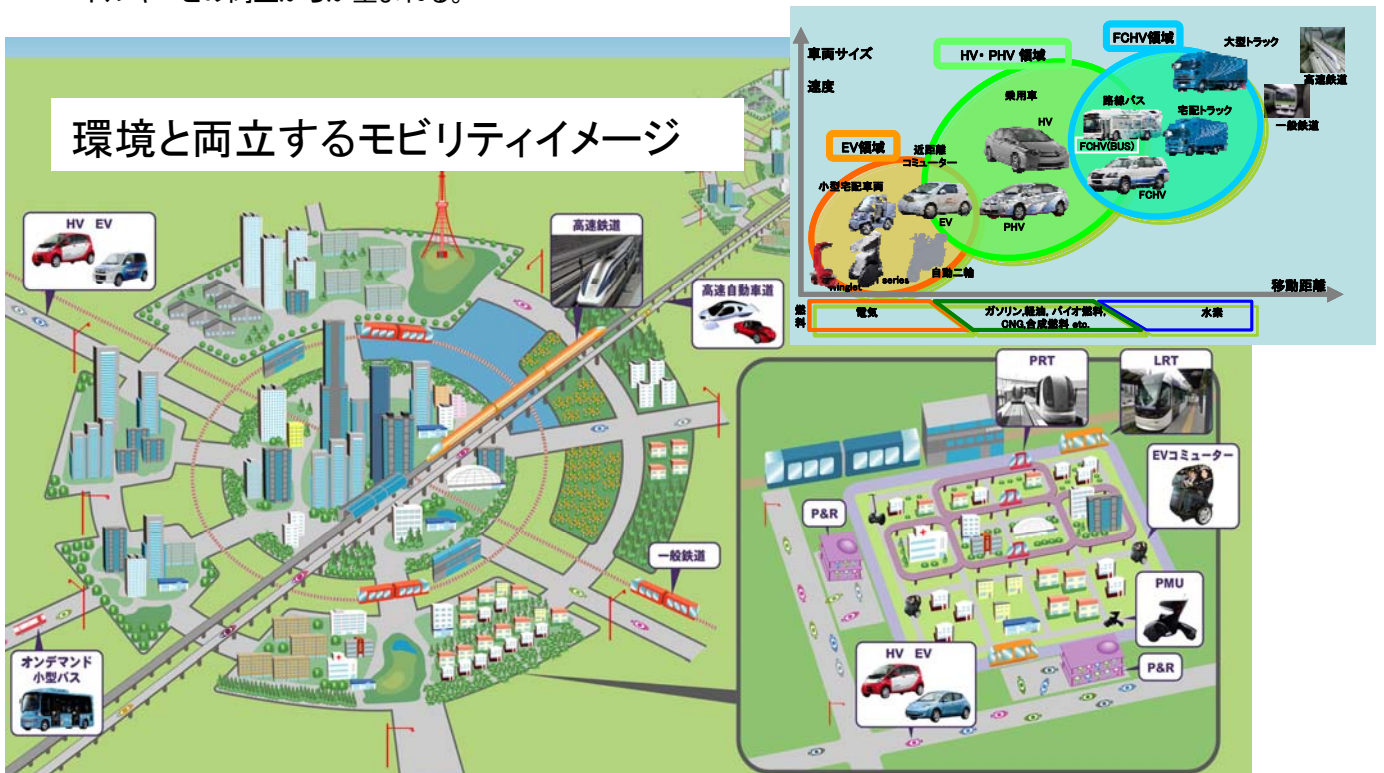 環境と両立するモビリティイメージ
車両サイズ
速度
HV・PHV 領域
FCHV領域
大型トラック
高速鉄道
一般鉄道
乗用車
HV
路線バス
宅配トラック
FCHV(BUS)
EV領域
近距離
コミューター
小型宅配車両
EV
PHV
FCHV
自動二輪
winglet
series
移動距離
燃料
電気
ガソリン,軽油, バイオ燃料,
CNG,合成燃料 etc.
水素
HV EV
高速鉄道
高速自動車道
一般鉄道
オンデマンド
小型バス
PRT
LRT
EVコミューター
P&R
PMU
HV EV
P&R